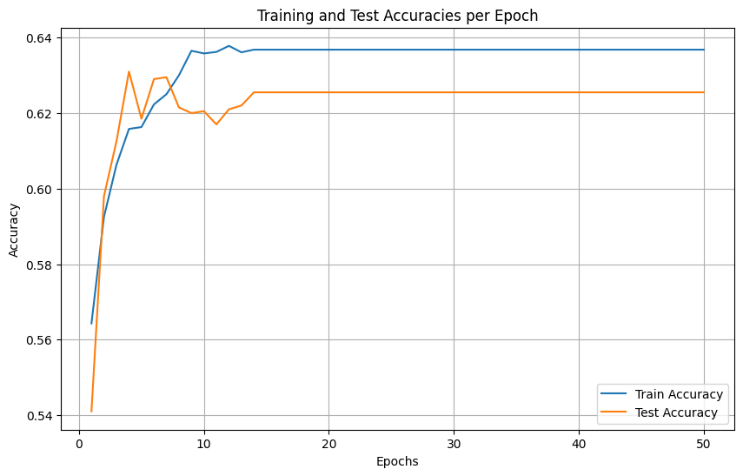 Training and Test Accuracies per Epoch
0.64
0.62
0.60
0.58
0.56
0.54
Accuracy
0 10 20 30 40 50
Epochs
Train Accuracy
Test Accuracy